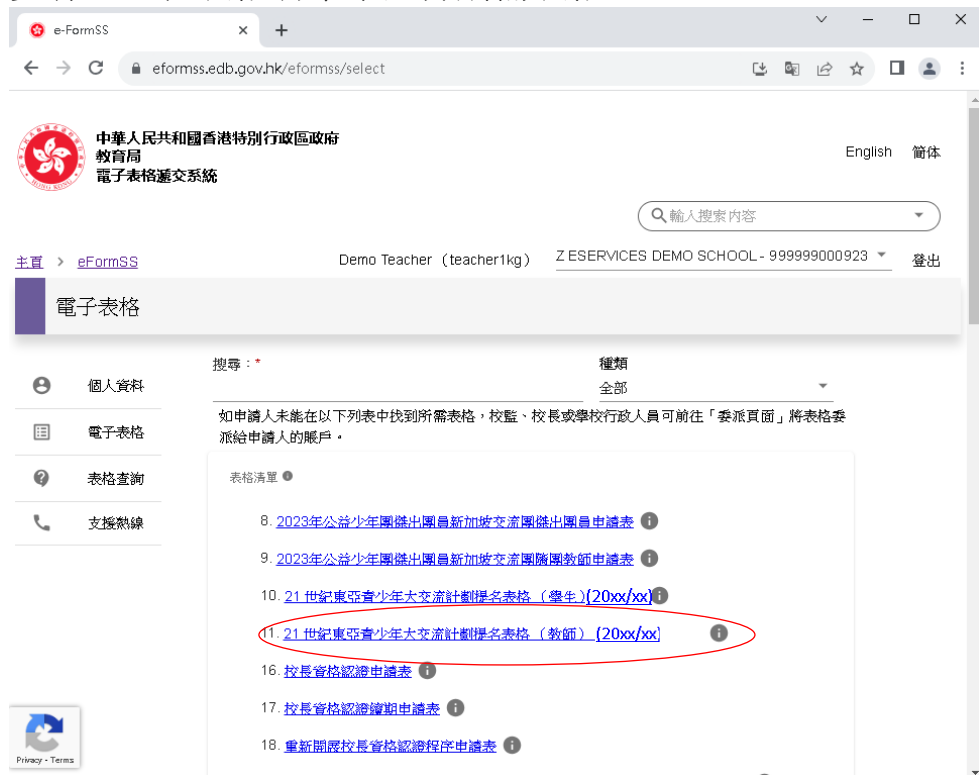 e-FormSS
eformss.edb.gov.hk/eformss/select
中華人民共和國香港特別行政區政府
教育局
電子表格遞交系統
English 简体
輸入搜索內容
主頁 > eFormSS Demo Teacher (teacher1kg) Z ESERVICES DEMO SCHOOL - 999999000923 登出
電子表格
搜尋：* 種類
個人資料 全部
如申請人未能在以下列表中找到所需表格，校監、校長或學校行政人員可前往「委派頁面」將表格委
電子表格 派給申請人的賬戶。
表格查詢 表格清單
支援熱線 8. 2023年公益少年團傑出團員新加坡交流團傑出團員申請表
9. 2023年公益少年團傑出團員新加坡交流團隨團教師申請表
10. 21 世紀東亞青少年大交流計劃提名表格 （學生）(20xx/xx)
11. 21 世紀東亞青少年大交流計劃提名表格 （教師） (20xx/xx)
16. 校長資格認證申請表
17. 校長資格認證續期申請表
18. 重新開展校長資格認證程序申請表
Privacy - Terms